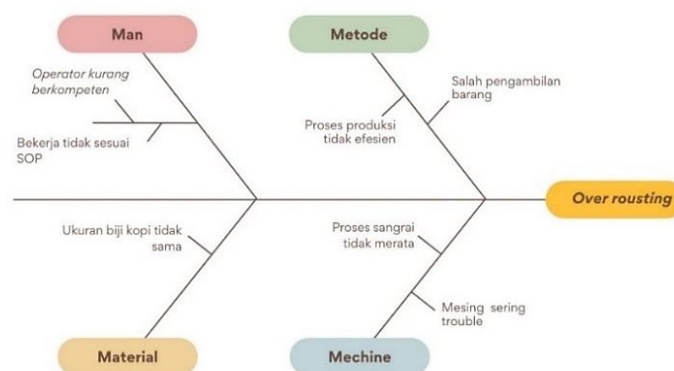 Man
Metode
Operator kurang
berkompeten
Salah pengambilan
barang
Proses produksi
tidak efesien
Bekerja tidak sesuai
SOP
Over rousting
Ukuran biji kopi tidak
sama
Proses sangrai
tidak merata
Mesing sering
trouble
Material
Mechine